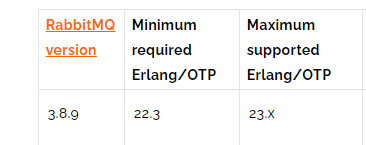 RabbitMQ version
Minimum required Erlang/OTP
Maximum supported Erlang/OTP
3.8.9
22.3
23.x